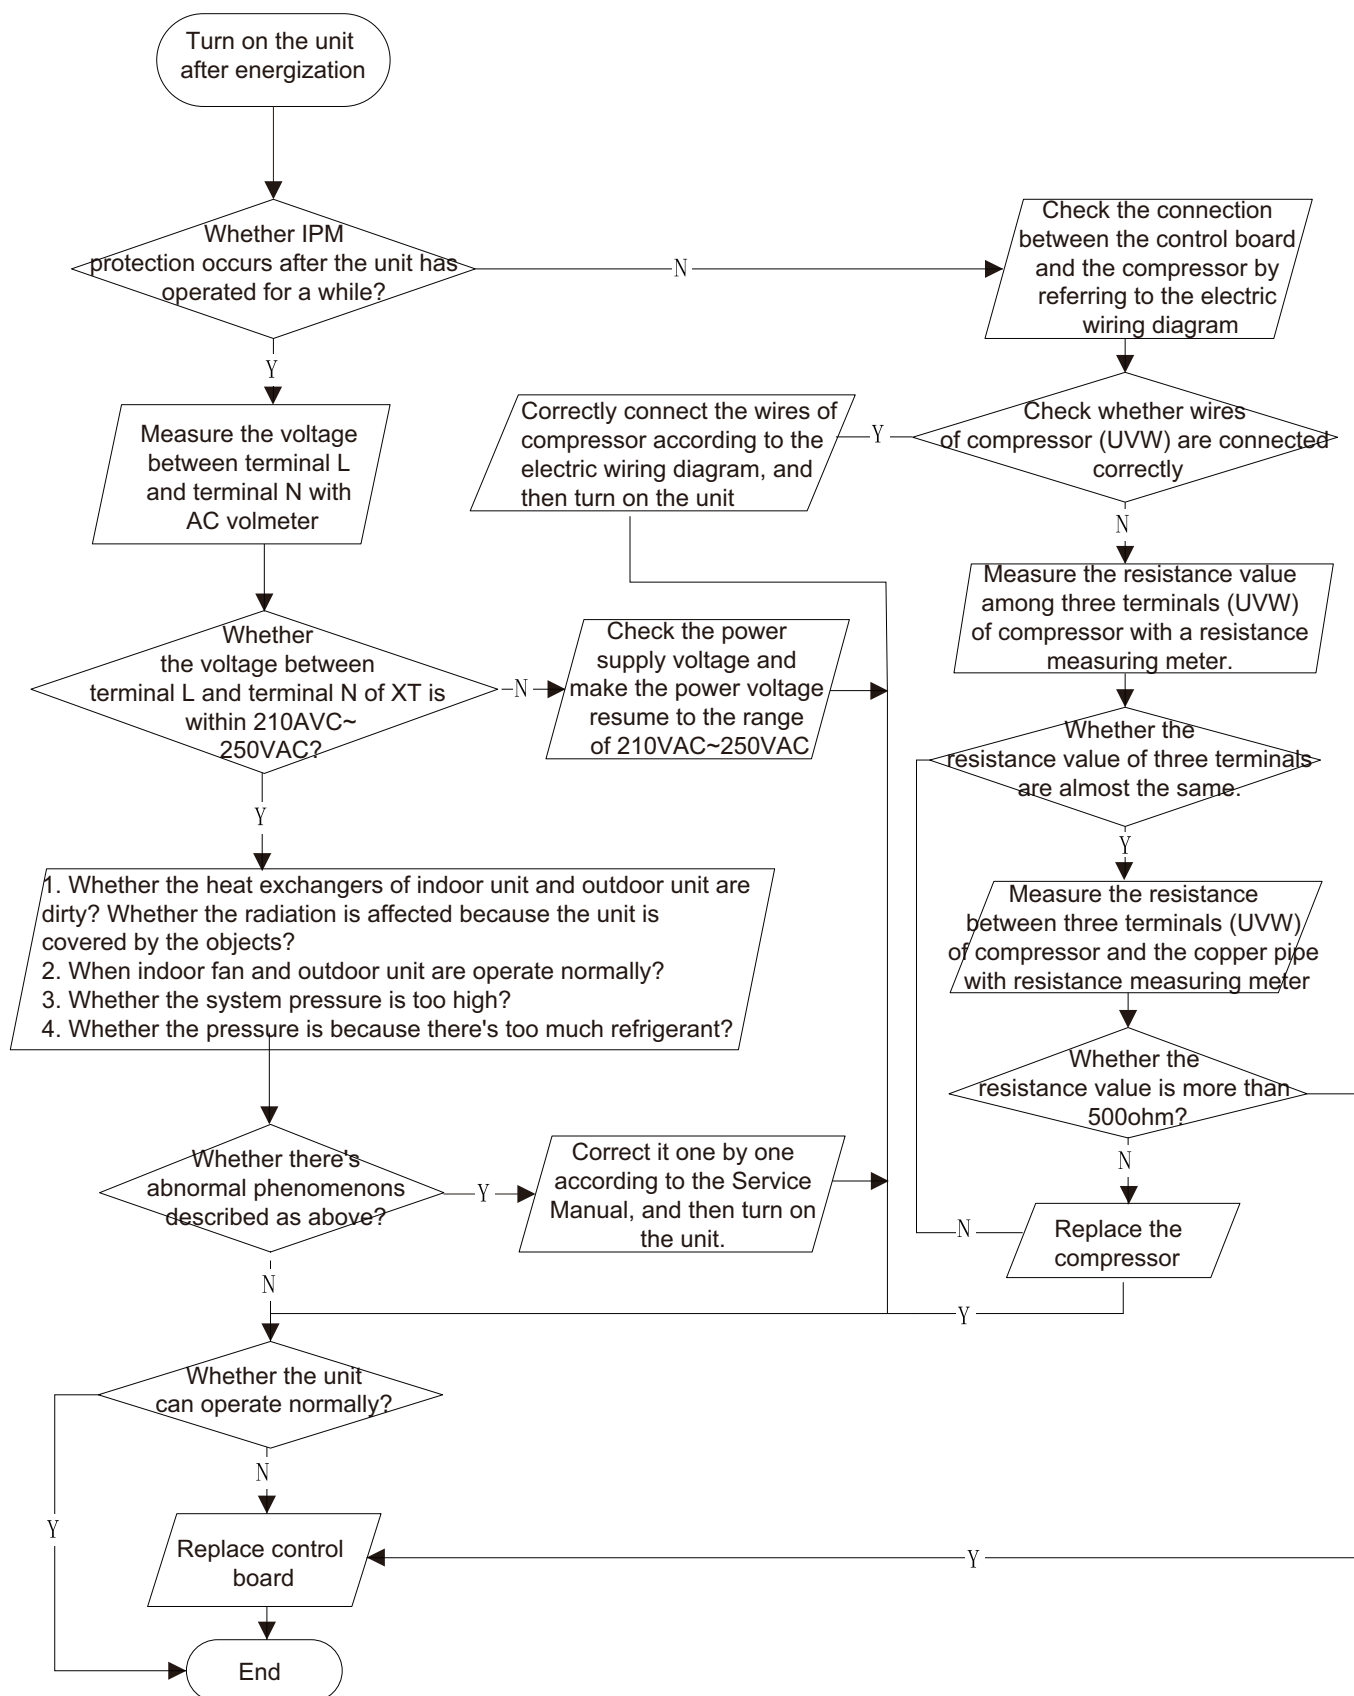 Turn on the unit
after energization
Whether IPM
protection occurs after the unit has
operated for a while?
N
Check the connection
between the control board
and the compressor by
referring to the electric
wiring diagram
Y
Measure the voltage
between terminal L
and terminal N with
AC volmeter
Correctly connect the wires of
compressor according to the
electric wiring diagram, and
then turn on the unit
Y
Check whether wires
of compressor (UVW) are connected
correctly
N
Measure the resistance value
among three terminals (UVW)
of compressor with a resistance
measuring meter.
Whether
the voltage between
terminal L and terminal N of XT is
within 210AVC~
250VAC?
N
Check the power
supply voltage and
make the power voltage
resume to the range
of 210VAC~250VAC
Whether the
resistance value of three terminals
are almost the same.
Y
Y
1. Whether the heat exchangers of indoor unit and outdoor unit are
dirty? Whether the radiation is affected because the unit is
covered by the objects?
2. When indoor fan and outdoor unit are operate normally?
3. Whether the system pressure is too high?
4. Whether the pressure is because there's too much refrigerant?
Measure the resistance
between three terminals (UVW)
of compressor and the copper pipe
with resistance measuring meter
Whether the
resistance value is more than
500ohm?
N
Whether there's
abnormal phenomenons
described as above?
Y
Correct it one by one
according to the Service
Manual, and then turn on
the unit.
N
Replace the
compressor
N
Y
Whether the unit
can operate normally?
N
Y
Replace control
board
Y
End